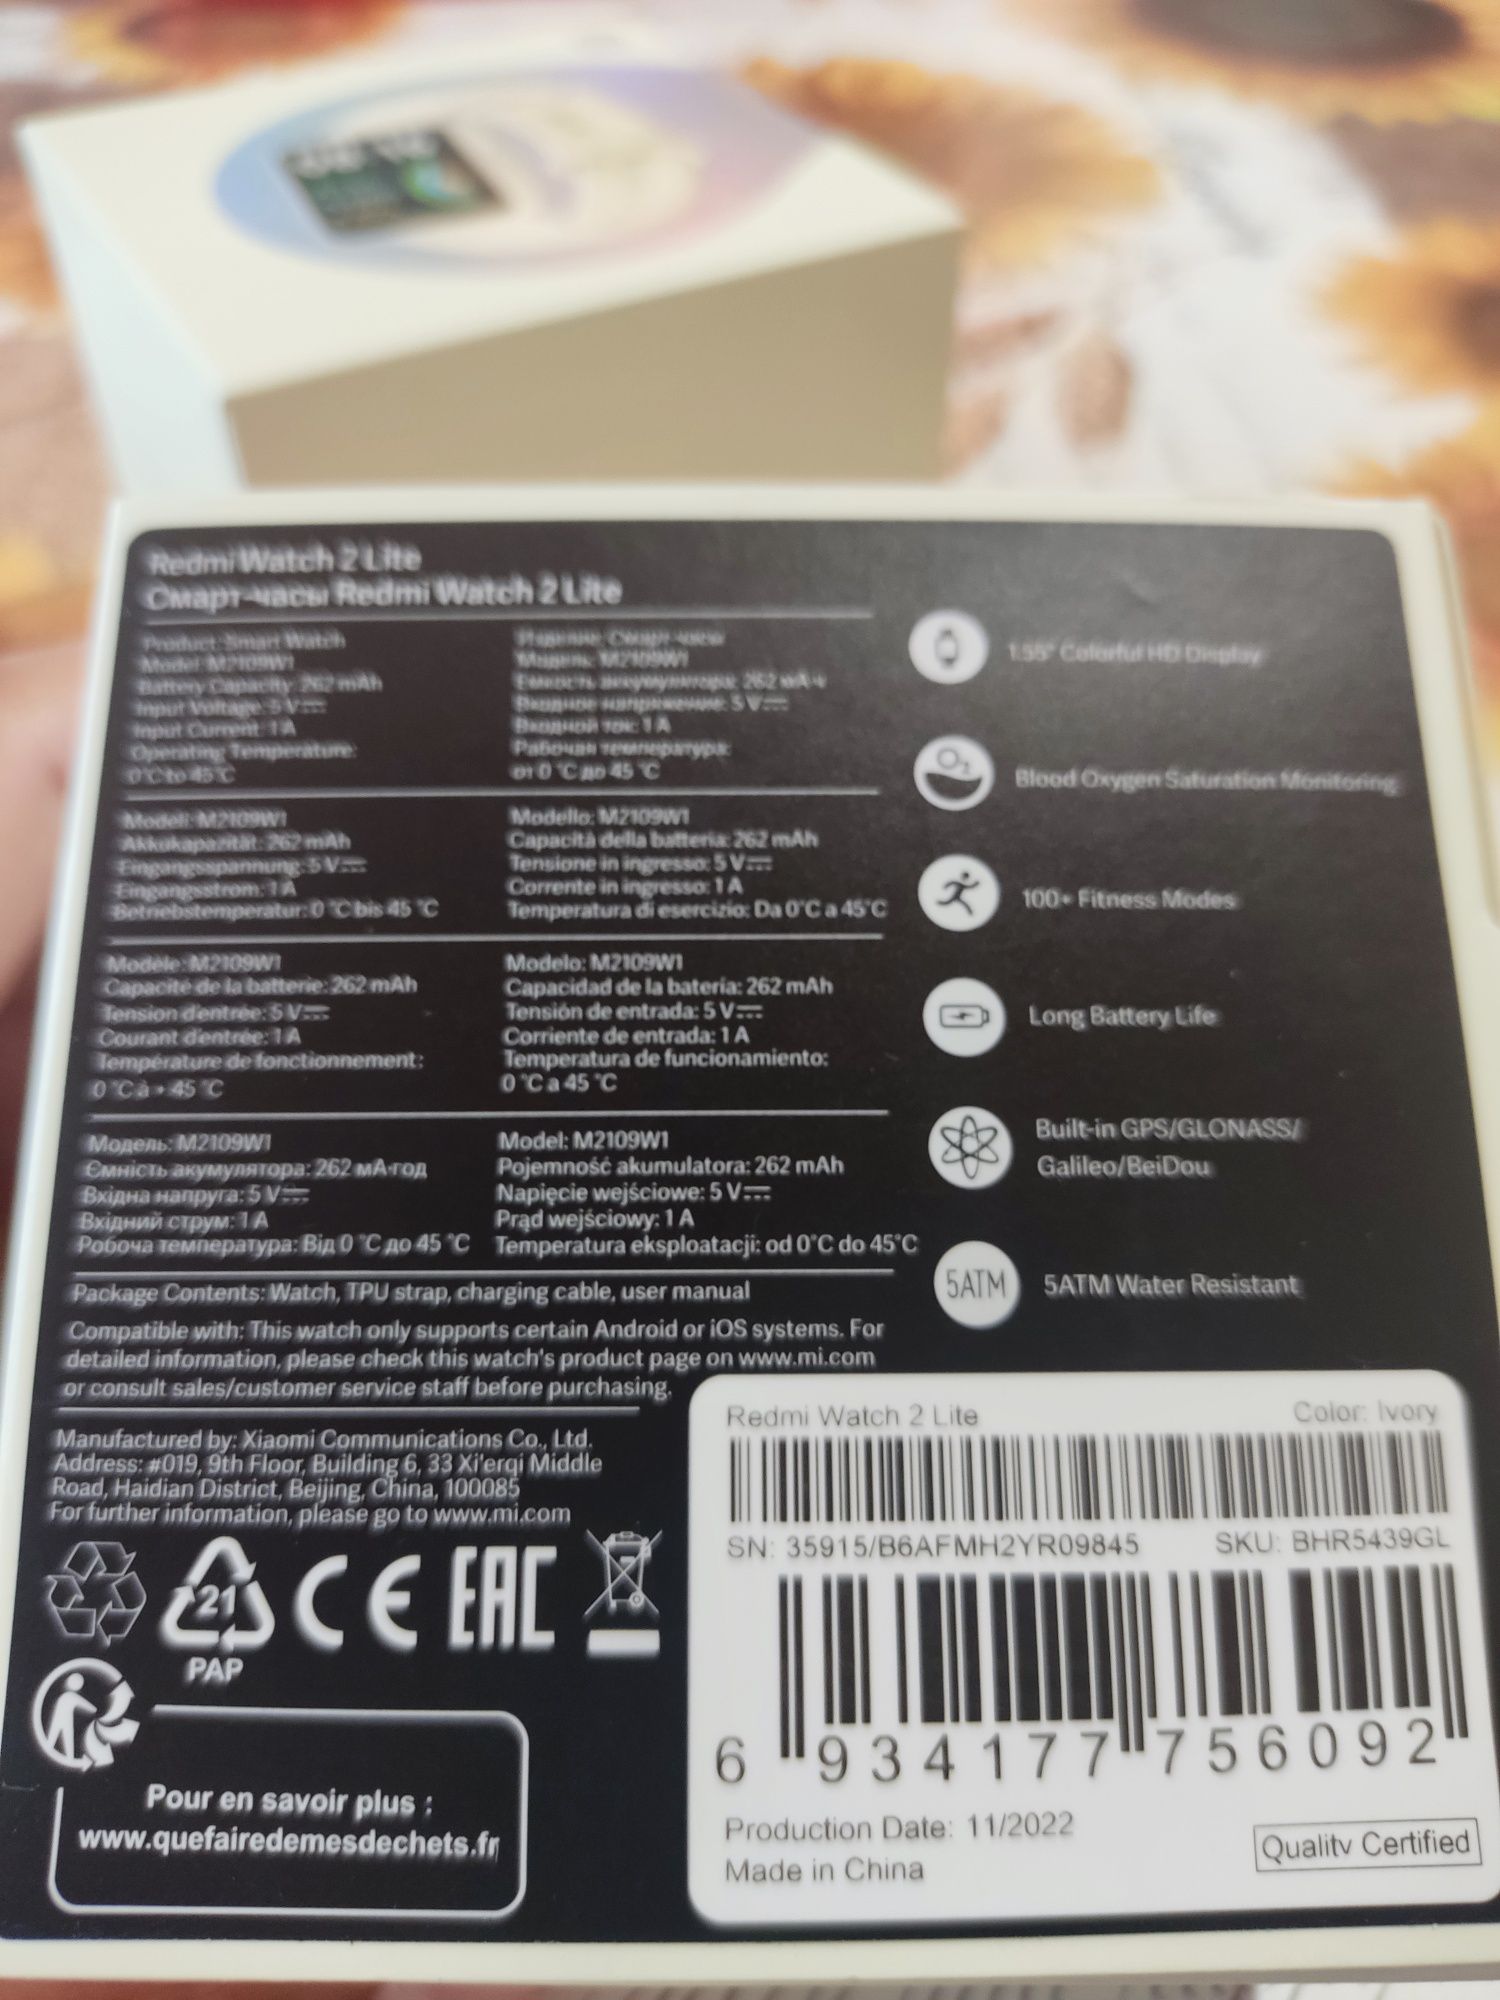 Redmi Watch 2 Lite
Смарт-часы Redmi Watch 2 Lite
Product: Smart Watch
Model: M2109W1
Battery Capacity: 262 mAh
Input Voltage: 5 V⎓
Input Current: 1 A
Operating Temperature:
0°C to 45°C
Изделие: Смарт-часы
Модель: M2109W1
Емкость аккумулятора: 262 мА·ч
Входное напряжение: 5 V⎓
Входной ток: 1 A
Рабочая температура:
от 0 °C до 45 °C
Modell: M2109W1
Akkukapazität: 262 mAh
Eingangsspannung: 5 V⎓
Eingangsstrom: 1 A
Betriebstemperatur: 0 °C bis 45 °C
Modello: M2109W1
Capacità della batteria: 262 mAh
Tensione in ingresso: 5 V⎓
Corrente in ingresso: 1 A
Temperatura di esercizio: Da 0°C a 45°C
Modèle: M2109W1
Capacité de la batterie: 262 mAh
Tension d'entrée: 5 V⎓
Courant d'entrée: 1 A
Température de fonctionnement:
0 °C à + 45 °C
Modelo: M2109W1
Capacidad de la batería: 262 mAh
Tensión de entrada: 5 V⎓
Corriente de entrada: 1 A
Temperatura de funcionamiento:
0 °C a 45 °C
Модель: M2109W1
Ємність акумулятора: 262 мА·год
Вхідна напруга: 5 V⎓
Вхідний струм: 1 A
Робоча температура: Від 0 °C до 45 °C
Model: M2109W1
Pojemność akumulatora: 262 mAh
Napięcie wejściowe: 5 V⎓
Prąd wejściowy: 1 A
Temperatura eksploatacji: od 0°C do 45°C
Package Contents: Watch, TPU strap, charging cable, user manual
Compatible with: This watch only supports certain Android or iOS systems. For
detailed information, please check this watch's product page on www.mi.com
or consult sales/customer service staff before purchasing.
Manufactured by: Xiaomi Communications Co., Ltd.
Address: #019, 9th Floor, Building 6, 33 Xi'erqi Middle
Road, Haidian District, Beijing, China, 100085
For further information, please go to www.mi.com
21
PAP
CE
EAC
Pour en savoir plus :
www.quefairedemesdechets.fr
1.55" Colorful HD Display
O2
Blood Oxygen Saturation Monitoring
100+ Fitness Modes
Long Battery Life
Built-in GPS/GLONASS/
Galileo/BeiDou
5ATM
5ATM Water Resistant
Redmi Watch 2 Lite
Color: Ivory
SN: 35915/B6AFMH2YR09845
SKU: BHR5439GL
6 934177 756092
Production Date: 11/2022
Made in China
Quality Certified